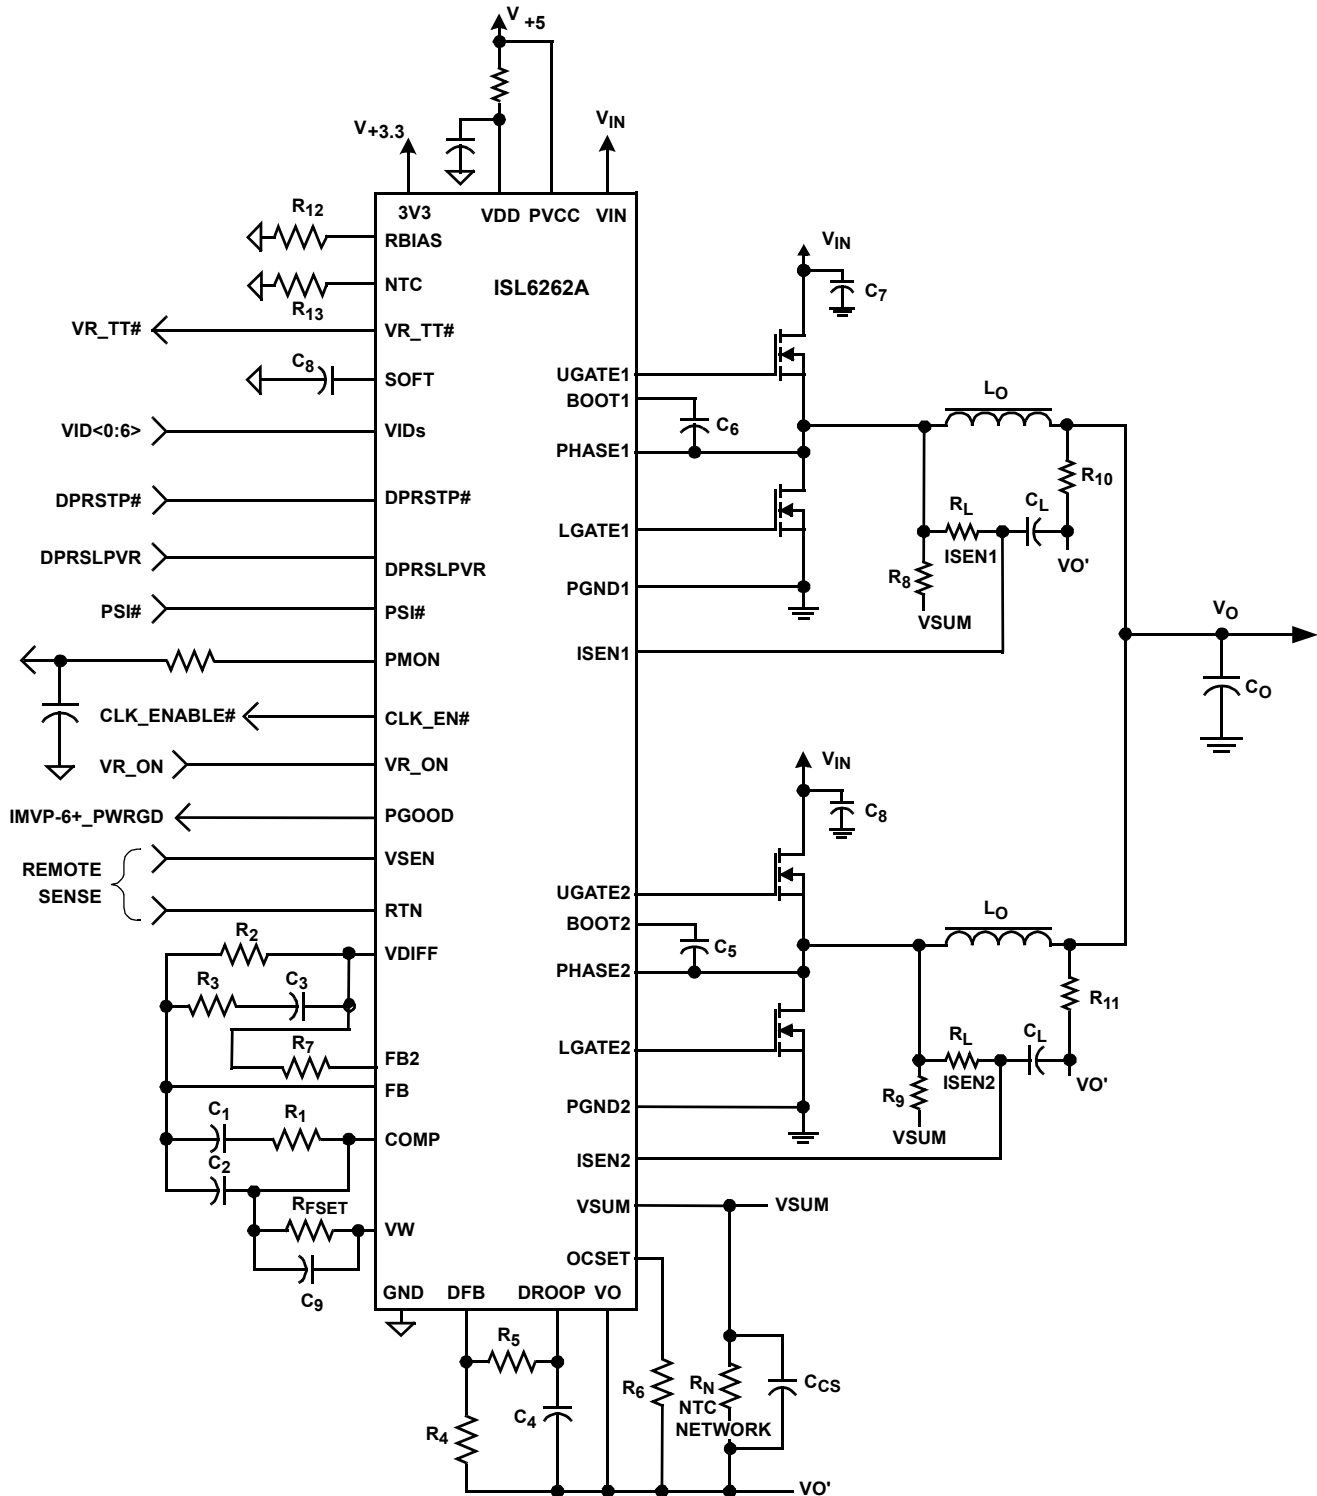 V+5
V+3.3
VIN
R12
3V3
VDD
PVCC
VIN
RBIAS
NTC
R13
ISL6262A
VR_TT#
VR_TT#
C8
SOFT
VID<0:6>
VIDs
DPRSTP#
DPRSTP#
DPRSLPVR
DPRSLPVR
PSI#
PSI#
PMON
CLK_ENABLE#
CLK_EN#
VR_ON
VR_ON
IMVP-6+_PWRGD
PGOOD
REMOTE
SENSE
VSEN
RTN
R2
VDIFF
R3
C3
R7
FB2
FB
C1
R1
COMP
C2
RFSET
VW
C9
GND
DFB
DROOP
VO
R5
R4
C4
R6
RN
NTC
NETWORK
CCS
VO'
VIN
C7
UGATE1
BOOT1
C6
PHASE1
LGATE1
PGND1
ISEN1
LO
R10
RL
CL
ISEN1
VO'
R8
VSUM
VO
CO
VIN
C8
UGATE2
BOOT2
C5
PHASE2
LGATE2
PGND2
ISEN2
LO
R11
RL
CL
ISEN2
VO'
R9
VSUM
VSUM
VSUM
OCSET